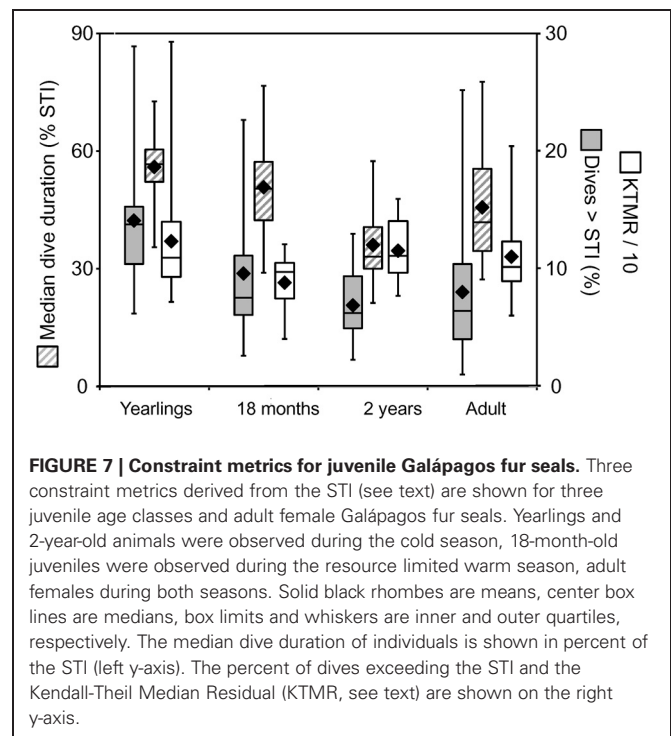 90
60
30
0
Median dive duration (% STI)
30
20
10
0
Dives > STI (%)
KTMR / 10
Yearlings 18 months 2 years Adult
FIGURE 7 | Constraint metrics for juvenile Galápagos fur seals. Three
constraint metrics derived from the STI (see text) are shown for three
juvenile age classes and adult female Galápagos fur seals. Yearlings and
2-year-old animals were observed during the cold season, 18-month-old
juveniles were observed during the resource limited warm season, adult
females during both seasons. Solid black rhombes are means, center box
lines are medians, box limits and whiskers are inner and outer quartiles,
respectively. The median dive duration of individuals is shown in percent of
the STI (left y-axis). The percent of dives exceeding the STI and the
Kendall-Theil Median Residual (KTMR, see text) are shown on the right
y-axis.